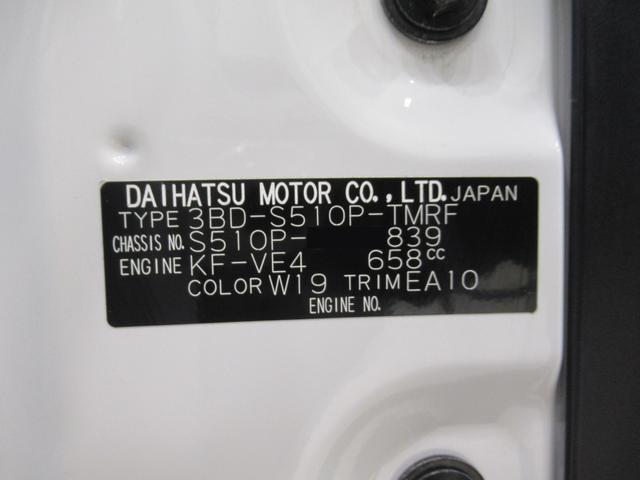 DAIHATSU MOTOR CO.,LTD. JAPAN
TYPE 3BD-S510P-TMRF
CHASSIS NO. S510P- 839
ENGINE KF-VE4 658cc
COLOR W19 TRIM EA10
ENGINE NO.